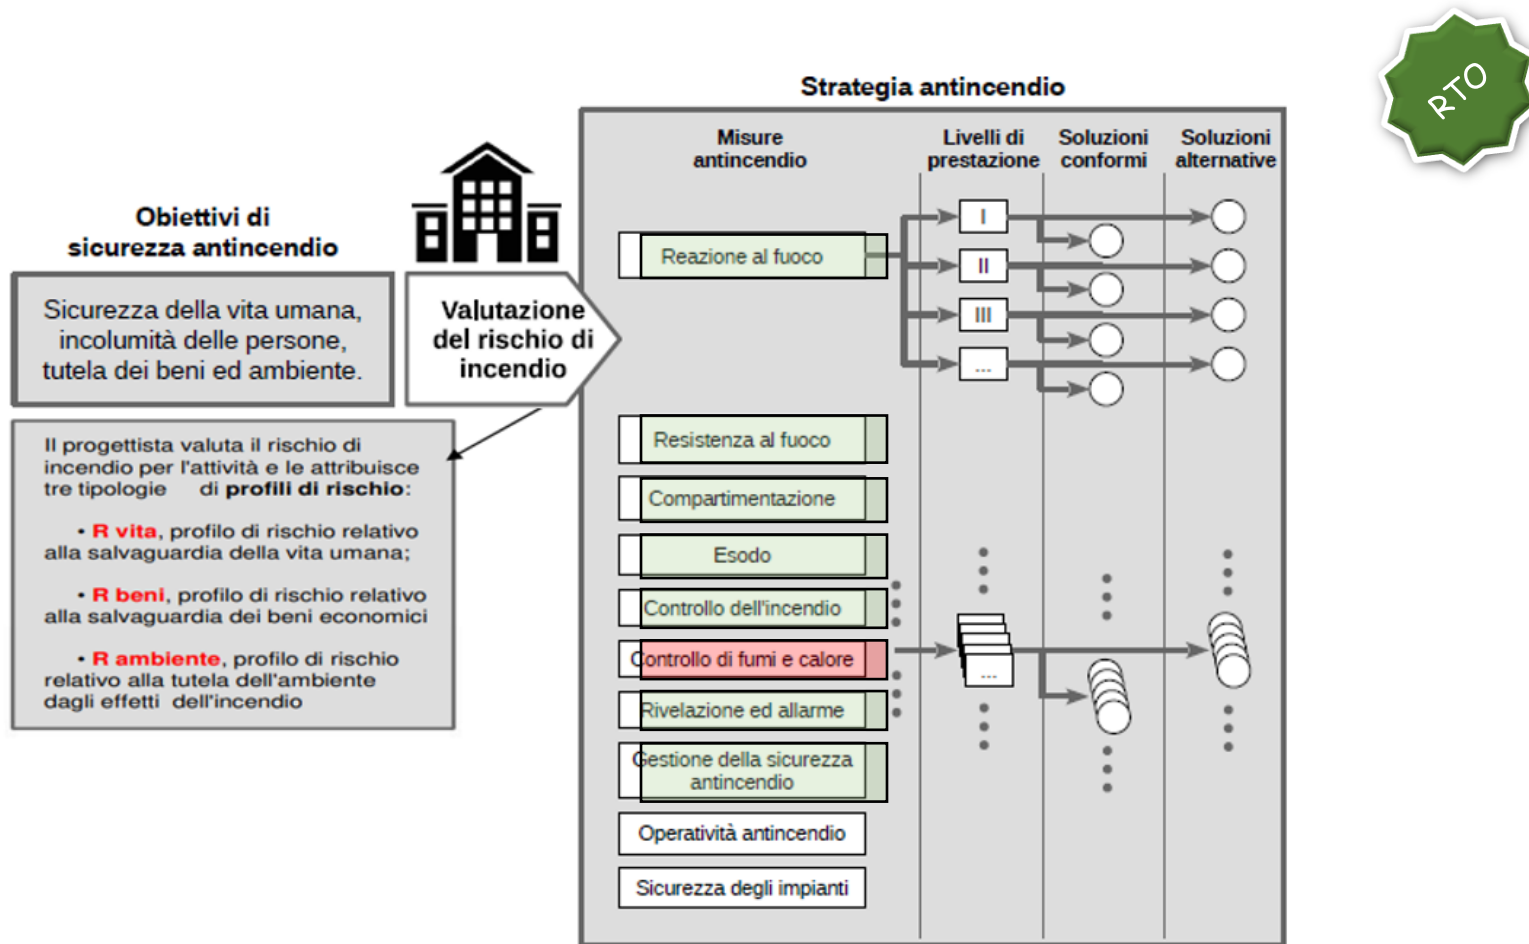 RTO
Strategia antincendio
Misure
antincendio
Livelli di
prestazione
Soluzioni
conformi
Soluzioni
alternative
Obiettivi di
sicurezza antincendio
Sicurezza della vita umana,
incolumità delle persone,
tutela dei beni ed ambiente.
Valutazione
del rischio di
incendio
Il progettista valuta il rischio di
incendio per l'attività e le attribuisce
tre tipologie di profili di rischio:
• R vita, profilo di rischio relativo
alla salvaguardia della vita umana;
• R beni, profilo di rischio relativo
alla salvaguardia dei beni economici
• R ambiente, profilo di rischio
relativo alla tutela dell'ambiente
dagli effetti dell'incendio
Reazione al fuoco
I
II
III
...
Resistenza al fuoco
Compartimentazione
Esodo
Controllo dell'incendio
Controllo di fumi e calore
...
Rivelazione ed allarme
Gestione della sicurezza
antincendio
Operatività antincendio
Sicurezza degli impianti